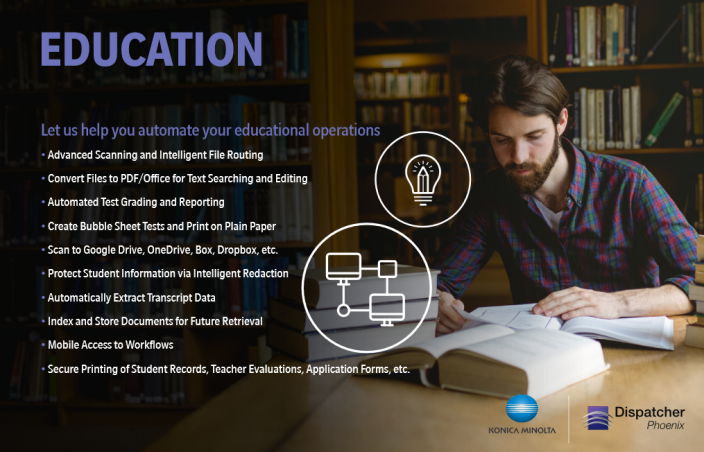 EDUCATION
Let us help you automate your educational operations
• Advanced Scanning and Intelligent File Routing
• Convert Files to PDF/Office for Text Searching and Editing
• Automated Test Grading and Reporting
• Create Bubble Sheet Tests and Print on Plain Paper
• Scan to Google Drive, OneDrive, Box, Dropbox, etc.
• Protect Student Information via Intelligent Redaction
• Automatically Extract Transcript Data
• Index and Store Documents for Future Retrieval
• Mobile Access to Workflows
• Secure Printing of Student Records, Teacher Evaluations, Application Forms, etc.
KONICA MINOLTA
Dispatcher
Phoenix